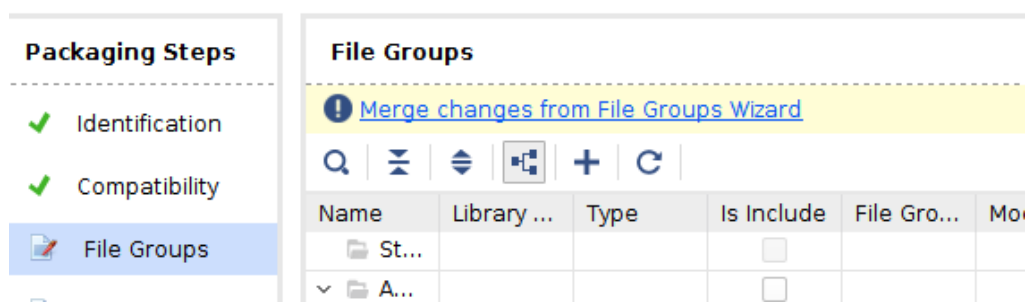 Packaging Steps
File Groups
Identification
Compatibility
File Groups
Merge changes from File Groups Wizard
Name Library ... Type Is Include File Gro...
St...
A...